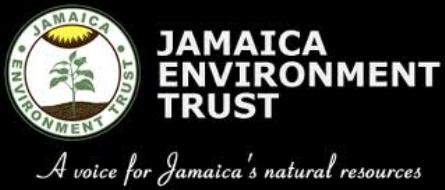 JAMAICA
ENVIRONMENT TRUST
JAMAICA
ENVIRONMENT
TRUST
A voice for Jamaica's natural resources